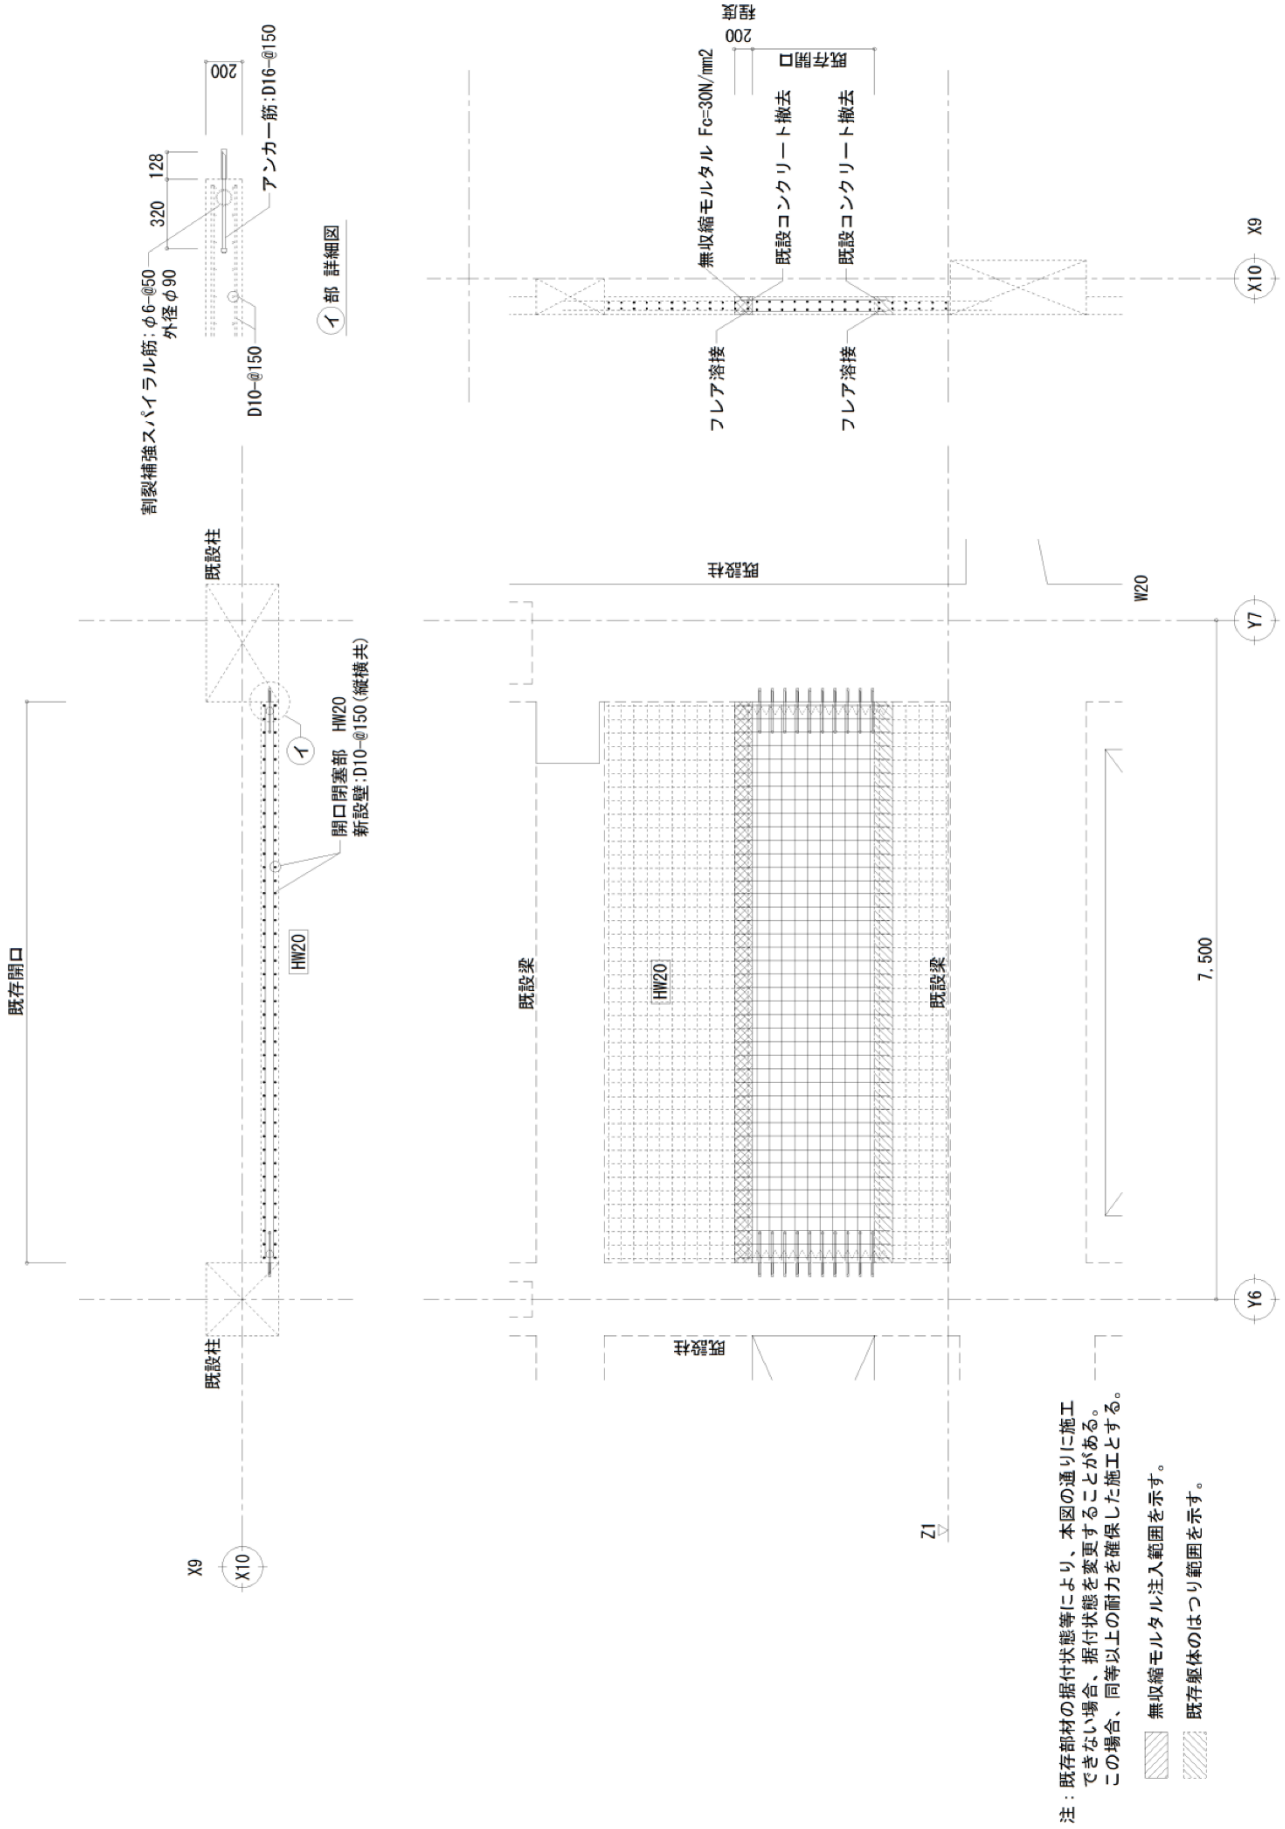 既存開口
既設柱
既設柱
X9
X10
HW20
イ
開口閉塞部 HW20
新設壁:D10-@150(縦横共)
割裂補強スパイラル筋:φ6-@50
外径φ90
320
128
200
D10-@150
アンカー筋:D16-@150
イ 部 詳細図
既設梁
HW20
既設梁
既設柱
既設柱
W20
Z1
7,500
Y6
Y7
フレア溶接
フレア溶接
無収縮モルタル Fc=30N/mm2
既設コンクリート撤去
既設コンクリート撤去
200
程度
既存開口
X10
X9
注:既存部材の据付状態等により、本図の通りに施工
できない場合、据付状態を変更することがある。
この場合、同等以上の耐力を確保した施工とする。
無収縮モルタル注入範囲を示す。
既存躯体のはつり範囲を示す。